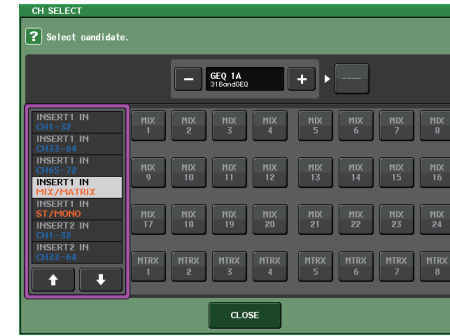 CH SELECT
? Select candidate.
− GEQ 1A +
31BandGEQ
INSERT1 IN
CH1-32
INSERT1 IN
CH33-64
INSERT1 IN
CH65-72
INSERT1 IN
MIX/MATRIX
INSERT1 IN
ST/MONO
INSERT2 IN
CH1-32
INSERT2 IN
CH33-64
MIX MIX MIX MIX MIX MIX MIX MIX
1 2 3 4 5 6 7 8
MIX MIX MIX MIX MIX MIX MIX MIX
9 10 11 12 13 14 15 16
MIX MIX MIX MIX MIX MIX MIX MIX
17 18 19 20 21 22 23 24
MTRX MTRX MTRX MTRX MTRX MTRX MTRX MTRX
1 2 3 4 5 6 7 8
CLOSE